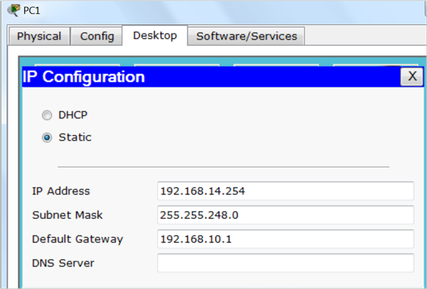 PC1
Physical Config Desktop Software/Services
IP Configuration X
DHCP
Static
IP Address 192.168.14.254
Subnet Mask 255.255.248.0
Default Gateway 192.168.10.1
DNS Server